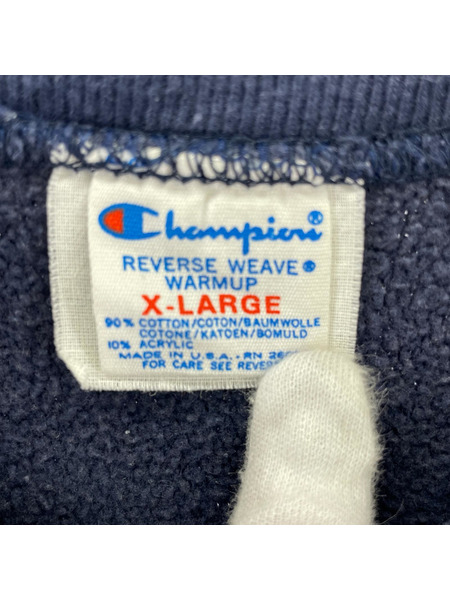 Champion®
REVERSE WEAVE®
WARMUP
X-LARGE
90% COTTON/COTON/BAUMWOLLE
COTONE/KATOEN/BOMULD
10% ACRYLIC
MADE IN U.S.A. RN
FOR CARE SEE